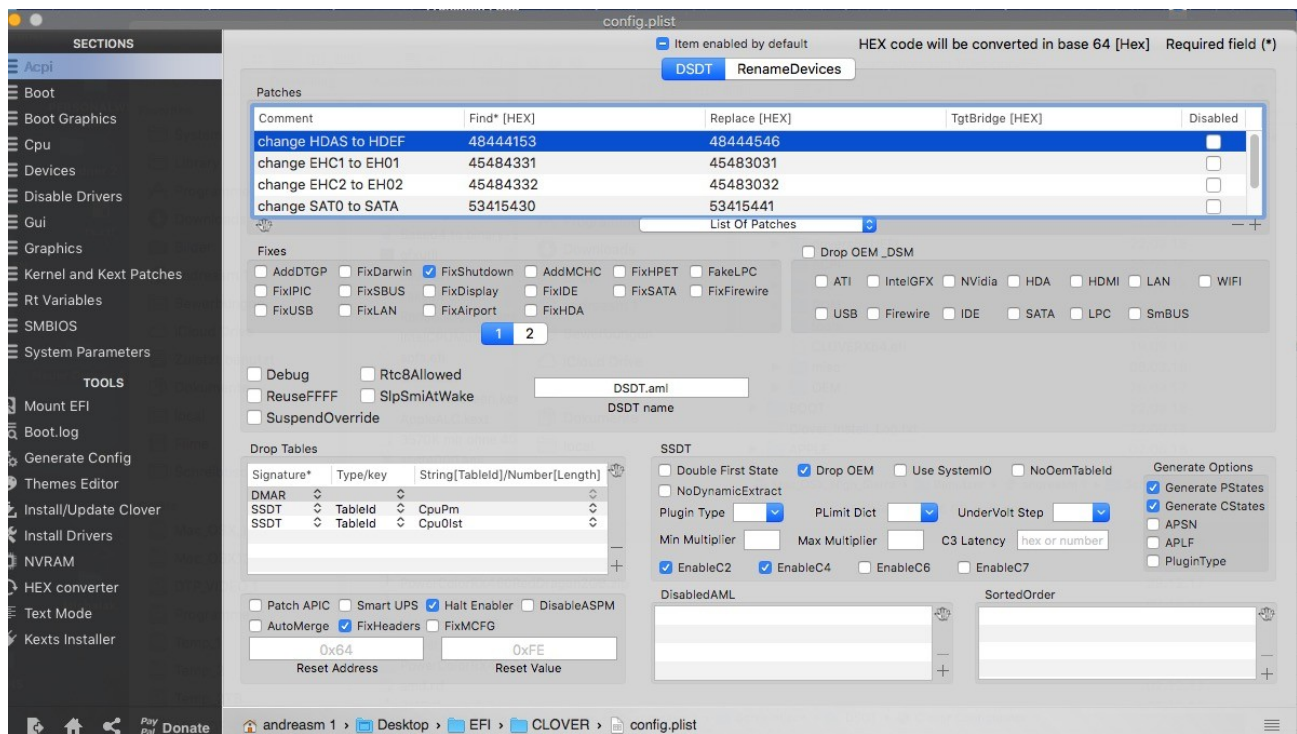 config.plist
SECTIONS
Acpi
Boot
Boot Graphics
Cpu
Devices
Disable Drivers
Gui
Graphics
Kernel and Kext Patches
Rt Variables
SMBIOS
System Parameters
TOOLS
Mount EFI
Boot.log
Generate Config
Themes Editor
Install/Update Clover
Install Drivers
NVRAM
HEX converter
Text Mode
Kexts Installer
Pay Pal Donate
Item enabled by default HEX code will be converted in base 64 [Hex] Required field (*)
DSDT RenameDevices
Patches
Comment Find* [HEX] Replace [HEX] TgtBridge [HEX] Disabled
change HDAS to HDEF 48444153 48444546
change EHC1 to EH01 45484331 45483031
change EHC2 to EH02 45484332 45483032
change SAT0 to SATA 53415430 53415441
List Of Patches
Fixes
AddDTGP FixDarwin FixShutdown AddMCHC FixHPET FakeLPC
FixIPIC FixSBUS FixDisplay FixIDE FixSATA FixFirewire
FixUSB FixLAN FixAirport FixHDA
1 2
Drop OEM _DSM
ATI IntelGFX NVidia HDA HDMI LAN WIFI
USB Firewire IDE SATA LPC SmBUS
Debug Rtc8Allowed
ReuseFFFF SlpSmiAtWake
SuspendOverride
DSDT.aml
DSDT name
Drop Tables
Signature* Type/key String[TableId]/Number[Length]
DMAR
SSDT TableId CpuPm
SSDT TableId Cpu0Ist
SSDT
Double First State Drop OEM Use SystemIO NoOemTableId
NoDynamicExtract
Plugin Type PLimit Dict UnderVolt Step
Min Multiplier Max Multiplier C3 Latency hex or number
EnableC2 EnableC4 EnableC6 EnableC7
Generate Options
Generate PStates
Generate CStates
APSN
APLF
PluginType
Patch APIC Smart UPS Halt Enabler DisableASPM
AutoMerge FixHeaders FixMCFG
0x64 0xFE
Reset Address Reset Value
DisabledAML SortedOrder
andreasm 1 › Desktop › EFI › CLOVER › config.plist